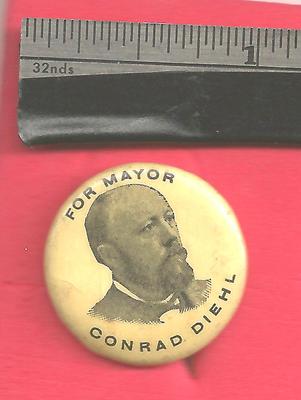 1
32nds
FOR MAYOR
CONRAD DIEHL